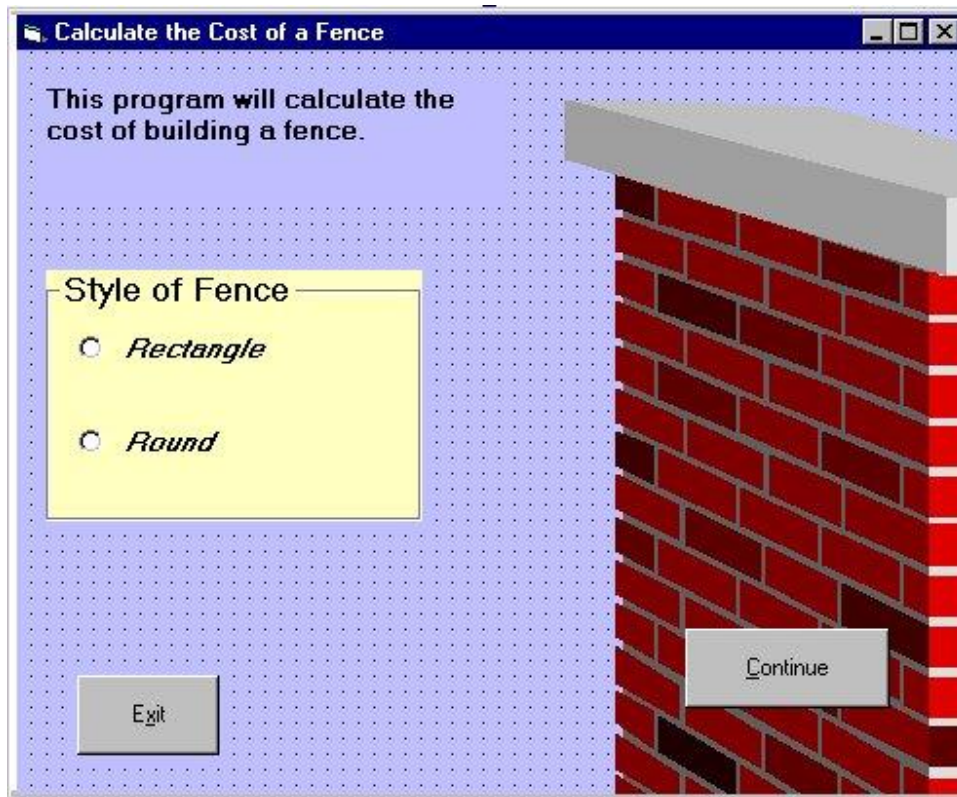 Calculate the Cost of a Fence
This program will calculate the
cost of building a fence.
Style of Fence
Rectangle
Round
Continue
Exit